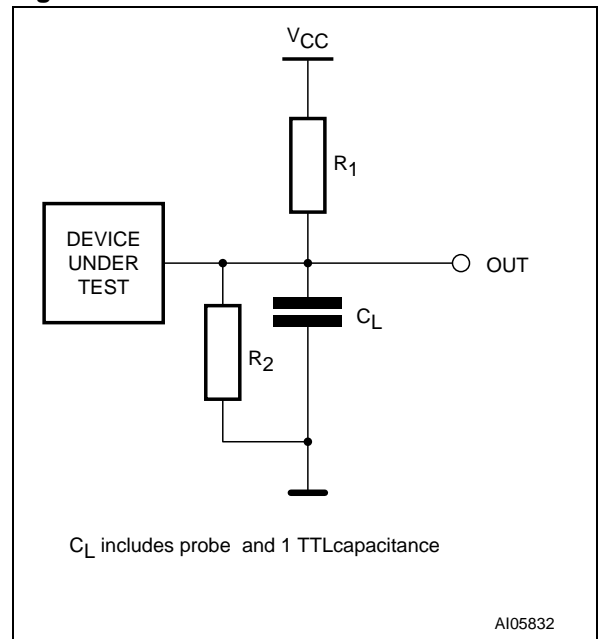 VCC
R1
DEVICE
UNDER
TEST
OUT
CL
R2
CL includes probe and 1 TTLcapacitance
AI05832